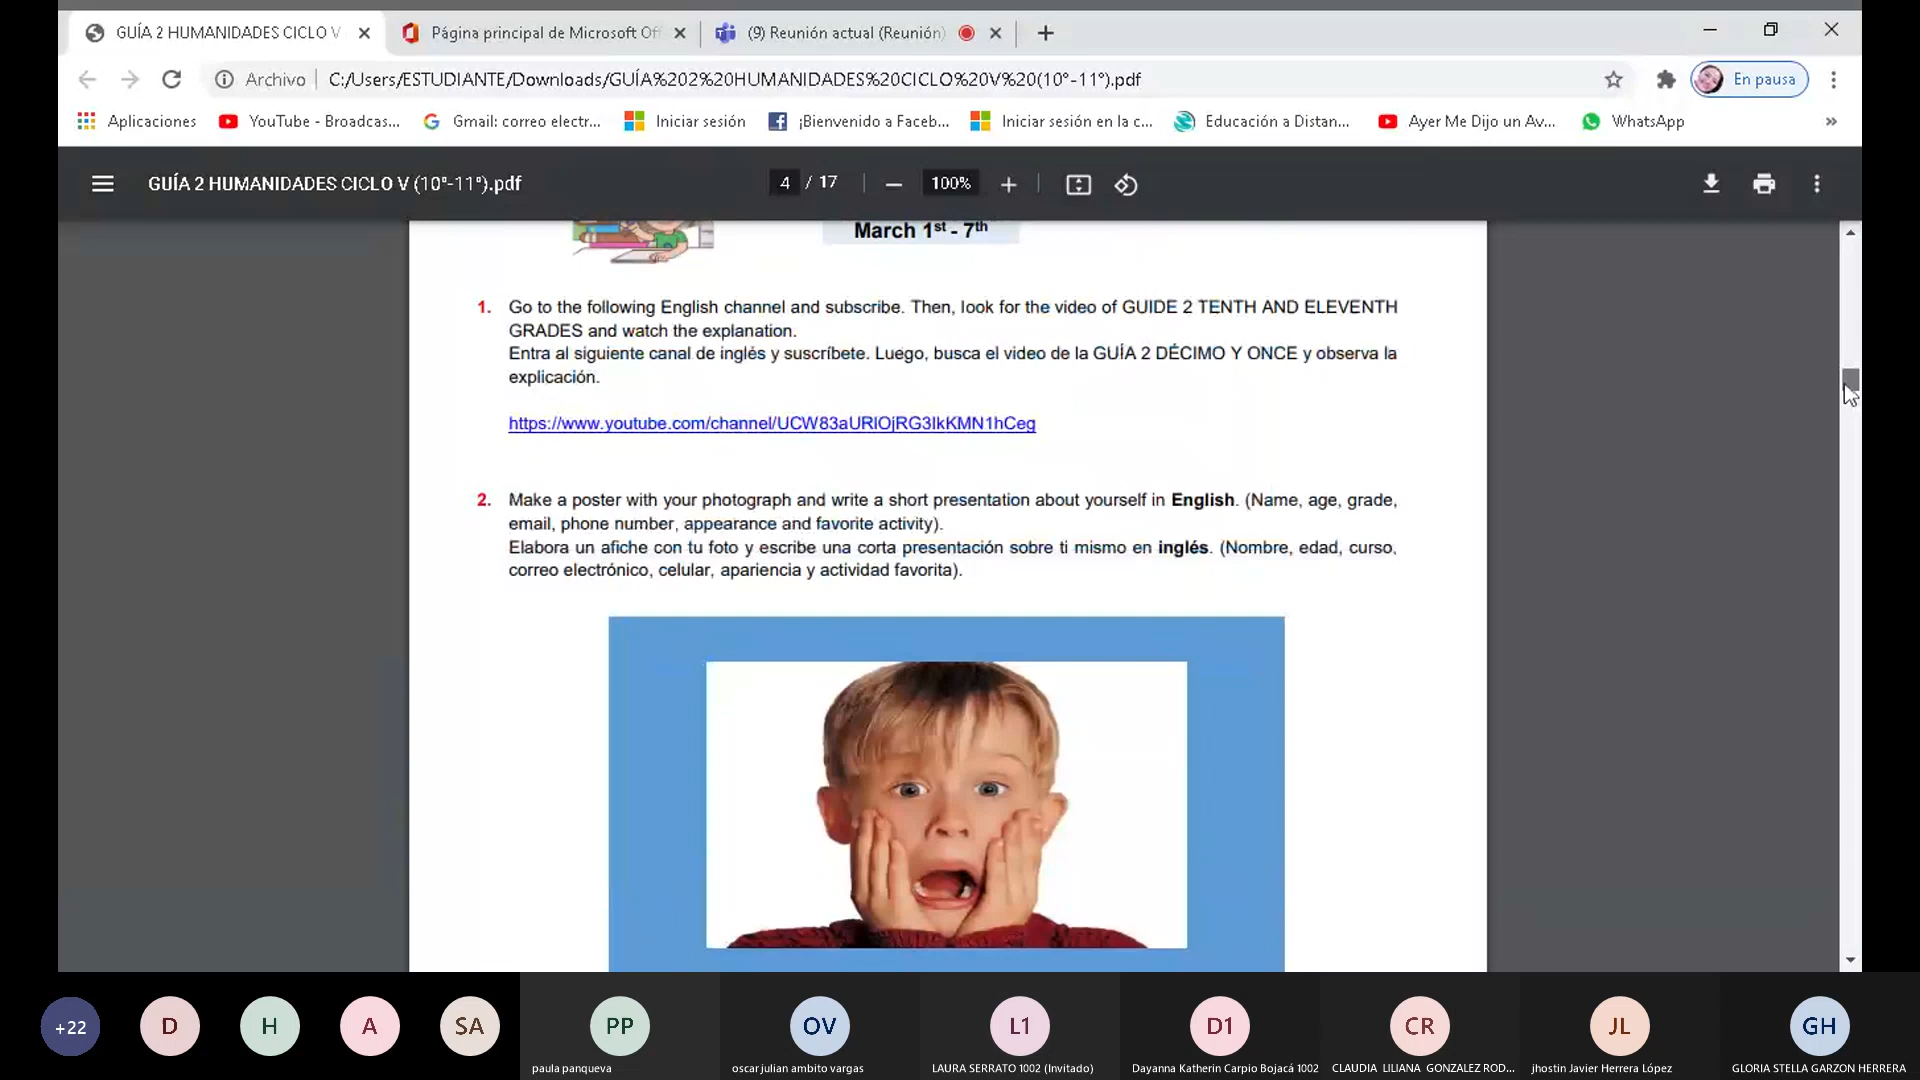 GUÍA 2 HUMANIDADES CICLO V
Página principal de Microsoft Off
(9) Reunión actual (Reunión)
Archivo
C:/Users/ESTUDIANTE/Downloads/GUÍA%202%20HUMANIDADES%20CICLO%20V%20(10°-11°).pdf
En pausa
Aplicaciones
YouTube - Broadcas...
Gmail: correo electr...
Iniciar sesión
¡Bienvenido a Faceb...
Iniciar sesión en la c...
Educación a Distan...
Ayer Me Dijo un Av...
WhatsApp
»
GUÍA 2 HUMANIDADES CICLO V (10°-11°).pdf
4 / 17
100%
March 1st - 7th
1. Go to the following English channel and subscribe. Then, look for the video of GUIDE 2 TENTH AND ELEVENTH
GRADES and watch the explanation.
Entra al siguiente canal de inglés y suscríbete. Luego, busca el video de la GUÍA 2 DÉCIMO Y ONCE y observa la
explicación.
https://www.youtube.com/channel/UCW83aURlOjRG3IkKMN1hCeg
2. Make a poster with your photograph and write a short presentation about yourself in English. (Name, age, grade,
email, phone number, appearance and favorite activity).
Elabora un afiche con tu foto y escribe una corta presentación sobre ti mismo en inglés. (Nombre, edad, curso,
correo electrónico, celular, apariencia y actividad favorita).
+22
D
H
A
SA
PP
OV
L1
D1
CR
JL
GH
paula panqueva
oscar julian ambito vargas
LAURA SERRATO 1002 (Invitado)
Dayanna Katherin Carpio Bojacá 1002
CLAUDIA LILIANA GONZALEZ ROD...
jhostin Javier Herrera López
GLORIA STELLA GARZON HERRERA